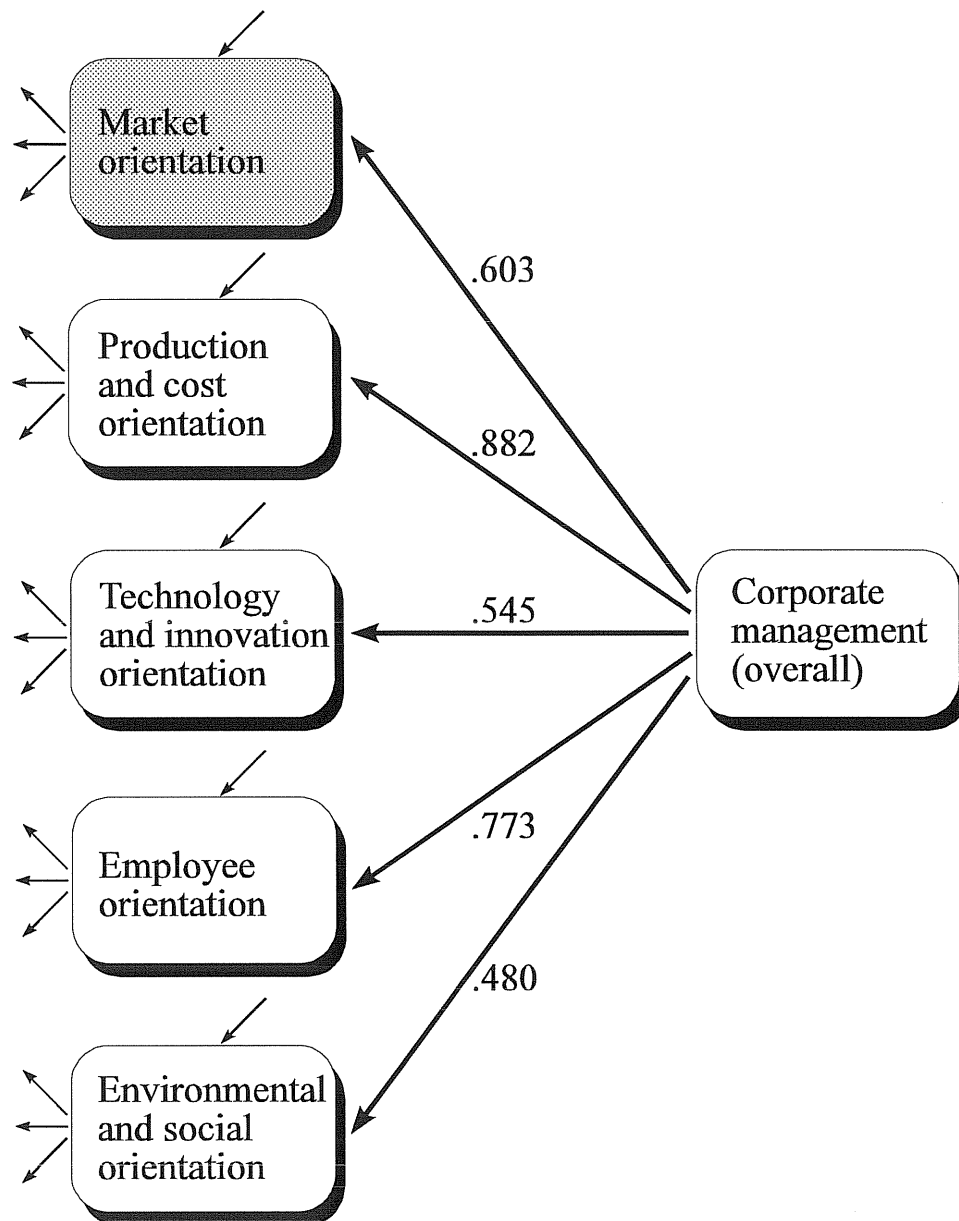 Market
orientation
.603
Production
and cost
orientation
.882
Technology
and innovation
orientation
.545
Corporate
management
(overall)
Employee
orientation
.773
.480
Environmental
and social
orientation